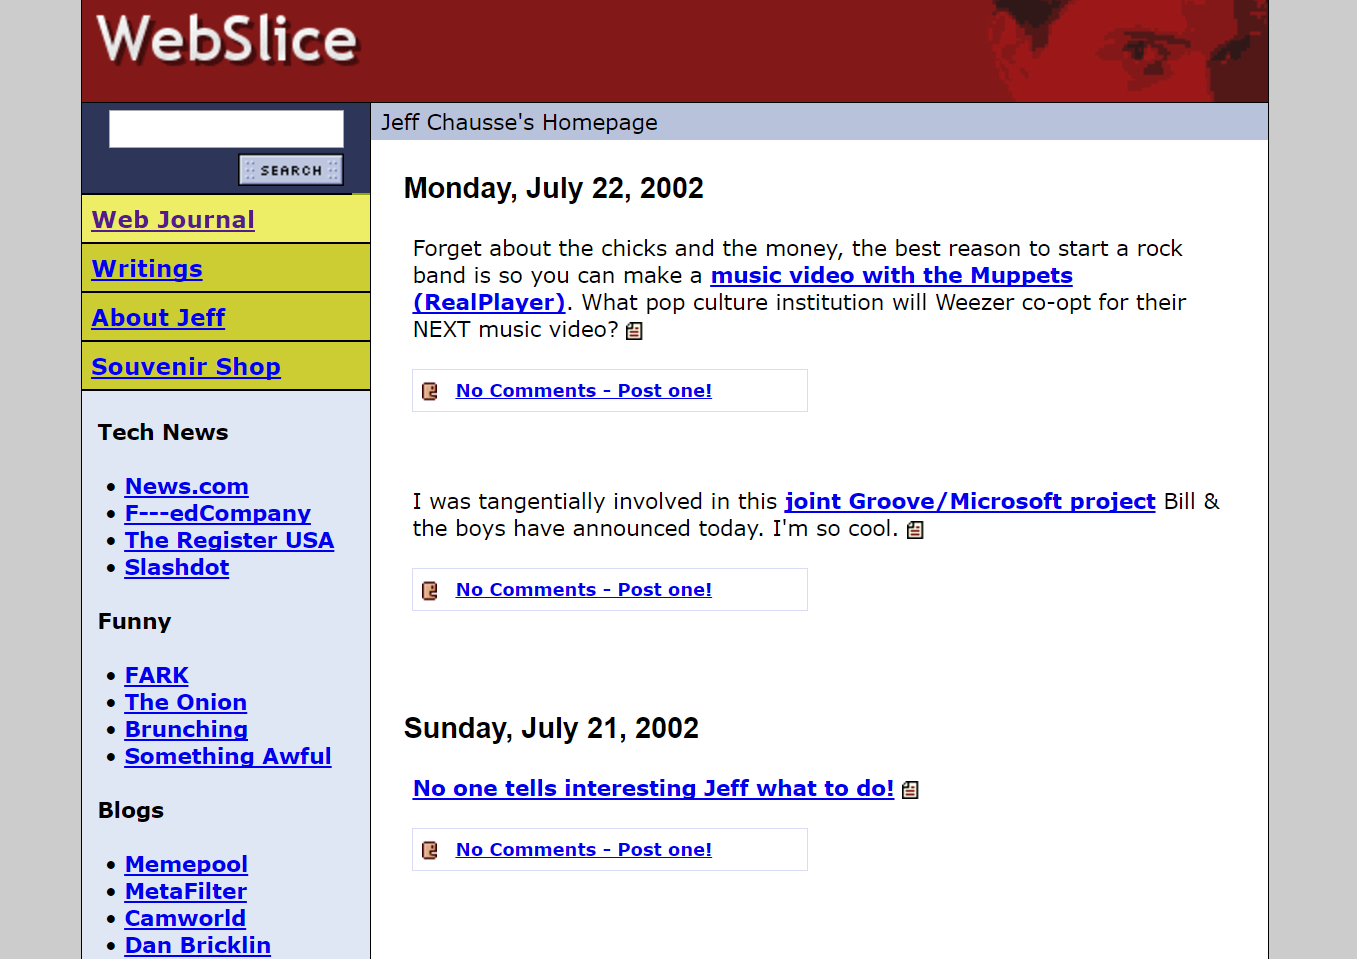 WebSlice
SEARCH
Web Journal
Writings
About Jeff
Souvenir Shop
Tech News
• News.com
• F---edCompany
• The Register USA
• Slashdot
Funny
• FARK
• The Onion
• Brunching
• Something Awful
Blogs
• Memepool
• MetaFilter
• Camworld
• Dan Bricklin
Jeff Chausse's Homepage
Monday, July 22, 2002
Forget about the chicks and the money, the best reason to start a rock
band is so you can make a music video with the Muppets
(RealPlayer). What pop culture institution will Weezer co-opt for their
NEXT music video?
No Comments - Post one!
I was tangentially involved in this joint Groove/Microsoft project Bill &
the boys have announced today. I'm so cool.
No Comments - Post one!
Sunday, July 21, 2002
No one tells interesting Jeff what to do!
No Comments - Post one!